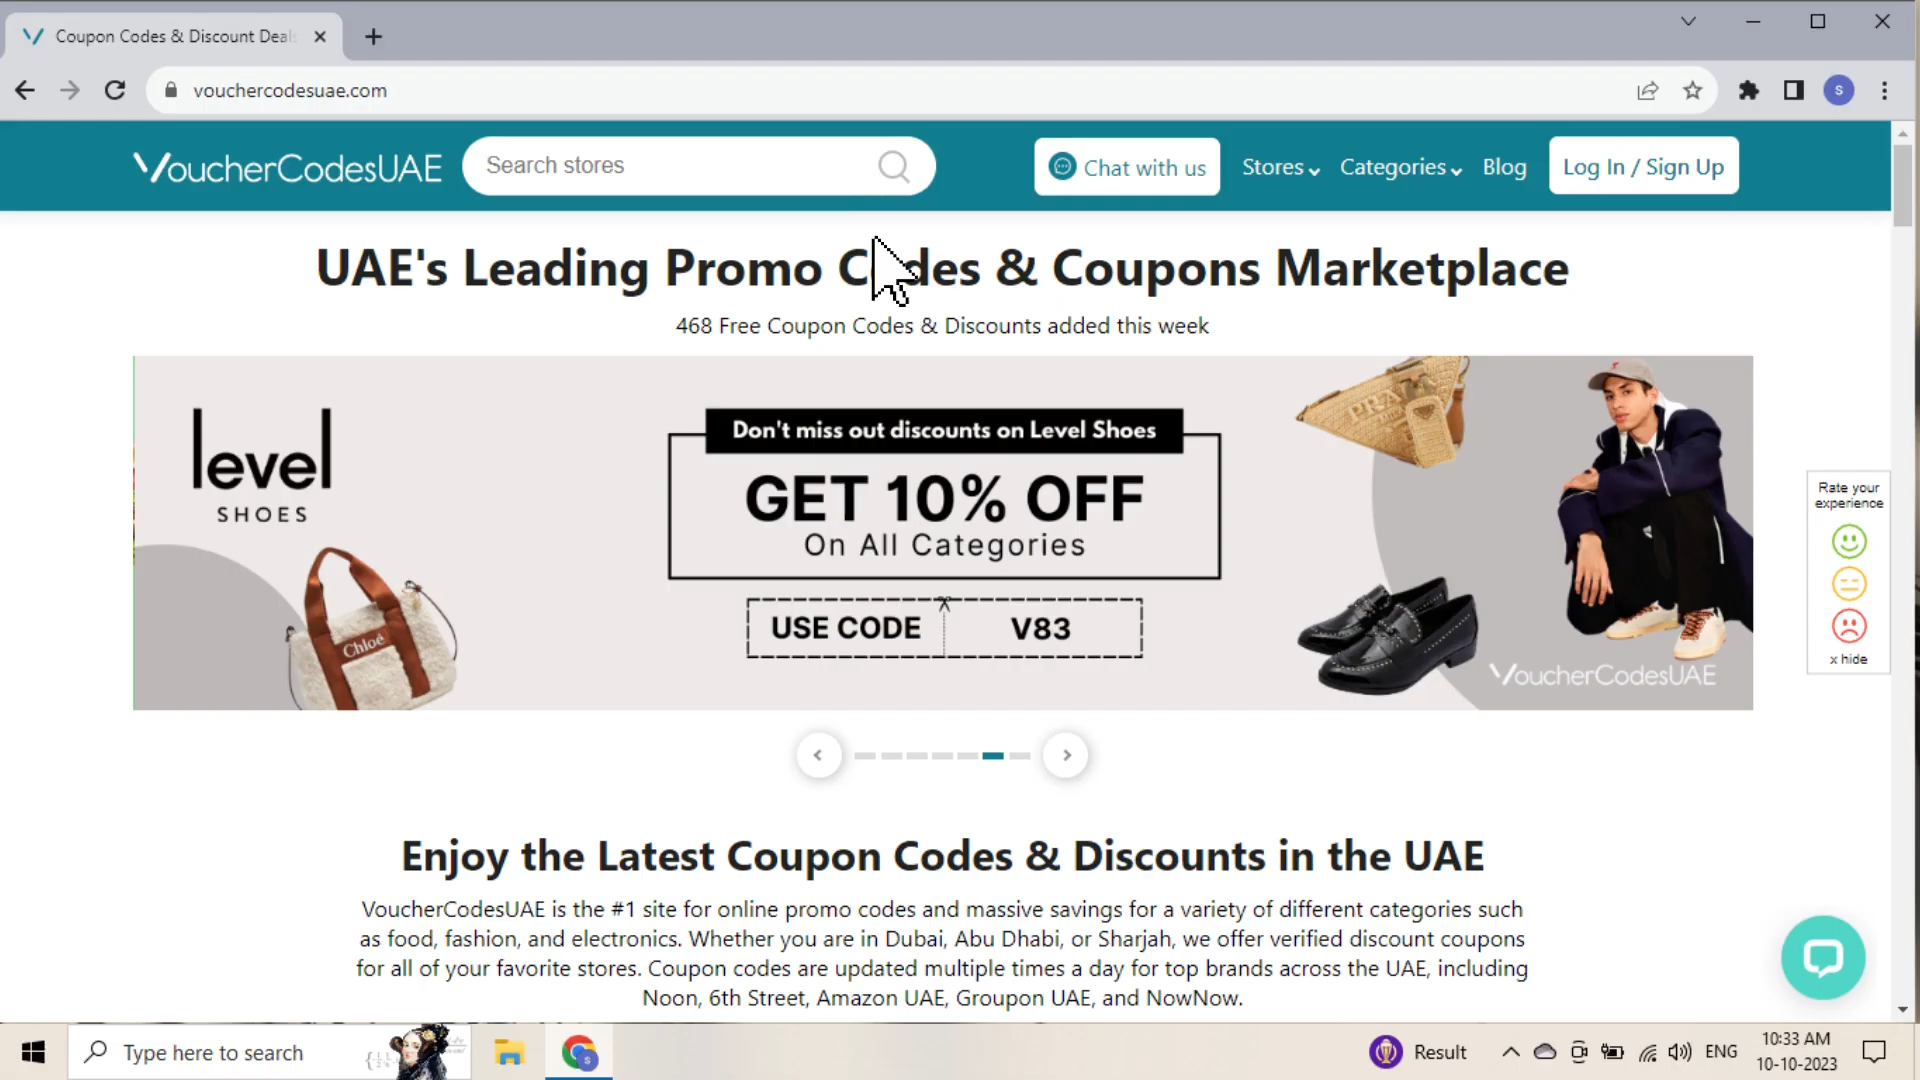 Coupon Codes & Discount Deal
vouchercodesuae.com
S
VoucherCodesUAE
Search stores
Chat with us
Stores
Categories
Blog
Log In / Sign Up
UAE's Leading Promo Codes & Coupons Marketplace
468 Free Coupon Codes & Discounts added this week
level
SHOES
Don't miss out discounts on Level Shoes
GET 10% OFF
On All Categories
USE CODE V83
PRADA
Chloé
VoucherCodesUAE
Rate your
experience
x hide
Enjoy the Latest Coupon Codes & Discounts in the UAE
VoucherCodesUAE is the #1 site for online promo codes and massive savings for a variety of different categories such
as food, fashion, and electronics. Whether you are in Dubai, Abu Dhabi, or Sharjah, we offer verified discount coupons
for all of your favorite stores. Coupon codes are updated multiple times a day for top brands across the UAE, including
Noon, 6th Street, Amazon UAE, Groupon UAE, and NowNow.
Type here to search
S
Result
ENG
10:33 AM
10-10-2023